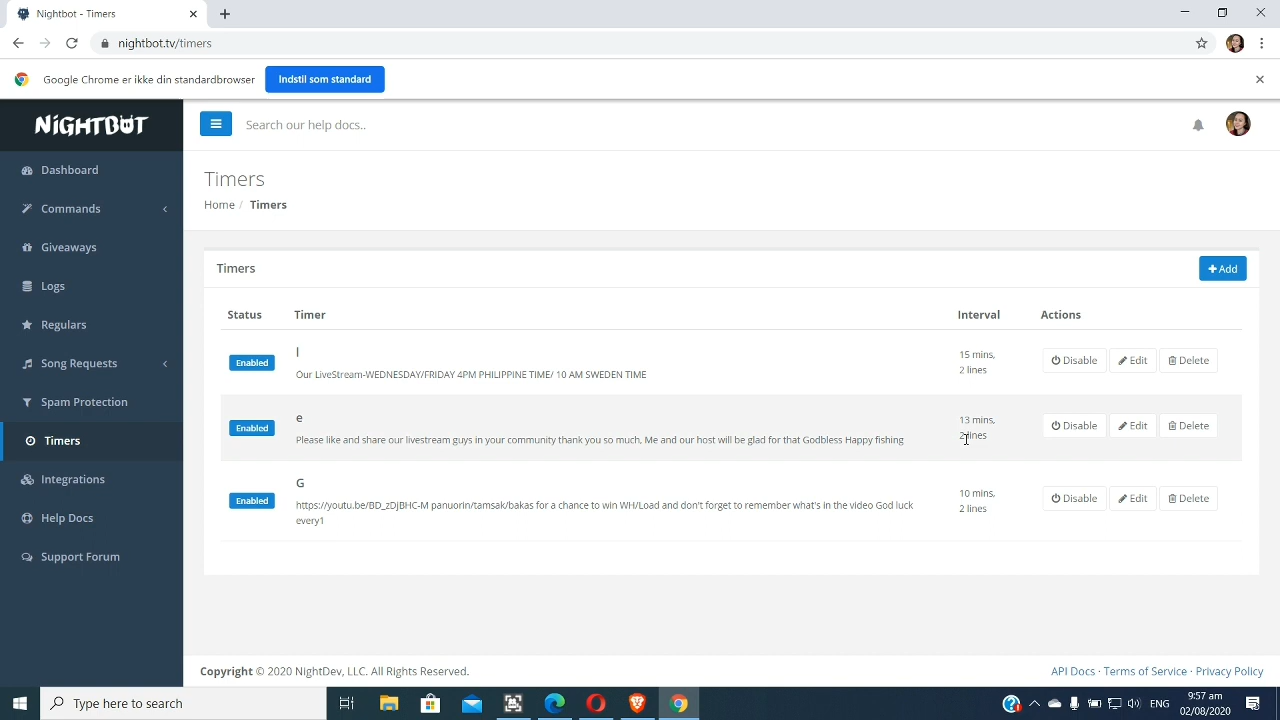 Nightbot - Timers
nightbot.tv/timers
Google Chrome er ikke din standardbrowser
Indstil som standard
NIGHTBOT
Search our help docs..
Dashboard
Timers
Commands
Home / Timers
Giveaways
Timers
Add
Logs
Status Timer Interval Actions
Regulars
l
Enabled
15 mins,
2 lines
Disable Edit Delete
Our LiveStream-WEDNESDAY/FRIDAY 4PM PHILIPPINE TIME/ 10 AM SWEDEN TIME
Song Requests
Spam Protection
e
Enabled
13 mins,
2 lines
Disable Edit Delete
Please like and share our livestream guys in your community thank you so much, Me and our host will be glad for that Godbless Happy fishing
Timers
Integrations
G
Enabled
10 mins,
2 lines
Disable Edit Delete
https://youtu.be/BD_zDjBHC-M panuorin/tamsak/bakas for a chance to win WH/Load and don't forget to remember what's in the video God luck
every1
Help Docs
Support Forum
Copyright © 2020 NightDev, LLC. All Rights Reserved.
API Docs · Terms of Service · Privacy Policy
Type here to search
ENG
9:57 am
02/08/2020